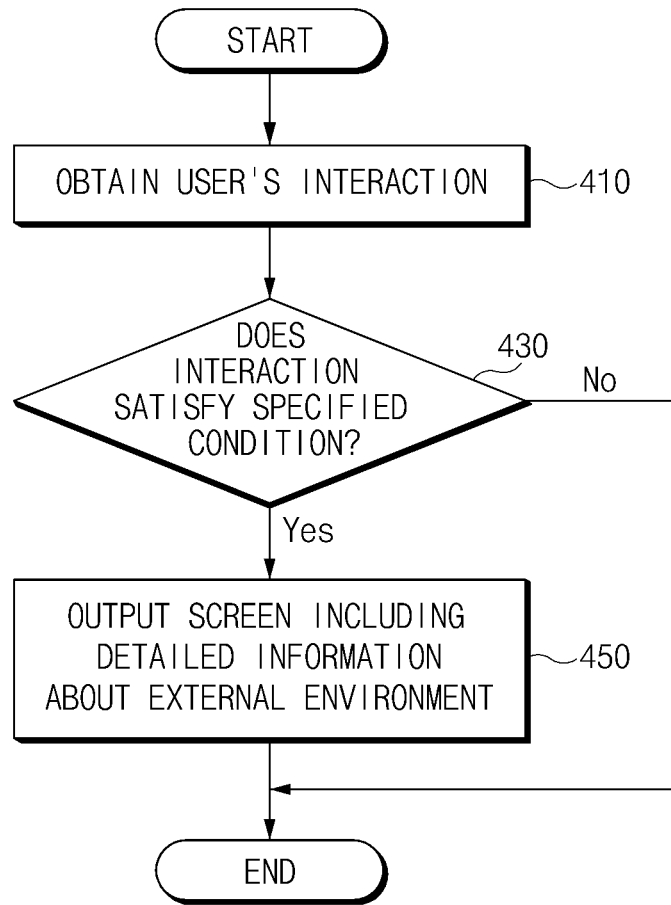 START
OBTAIN USER'S INTERACTION
410
DOES
INTERACTION
SATISFY SPECIFIED
CONDITION?
430
No
Yes
OUTPUT SCREEN INCLUDING
DETAILED INFORMATION
ABOUT EXTERNAL ENVIRONMENT
450
END